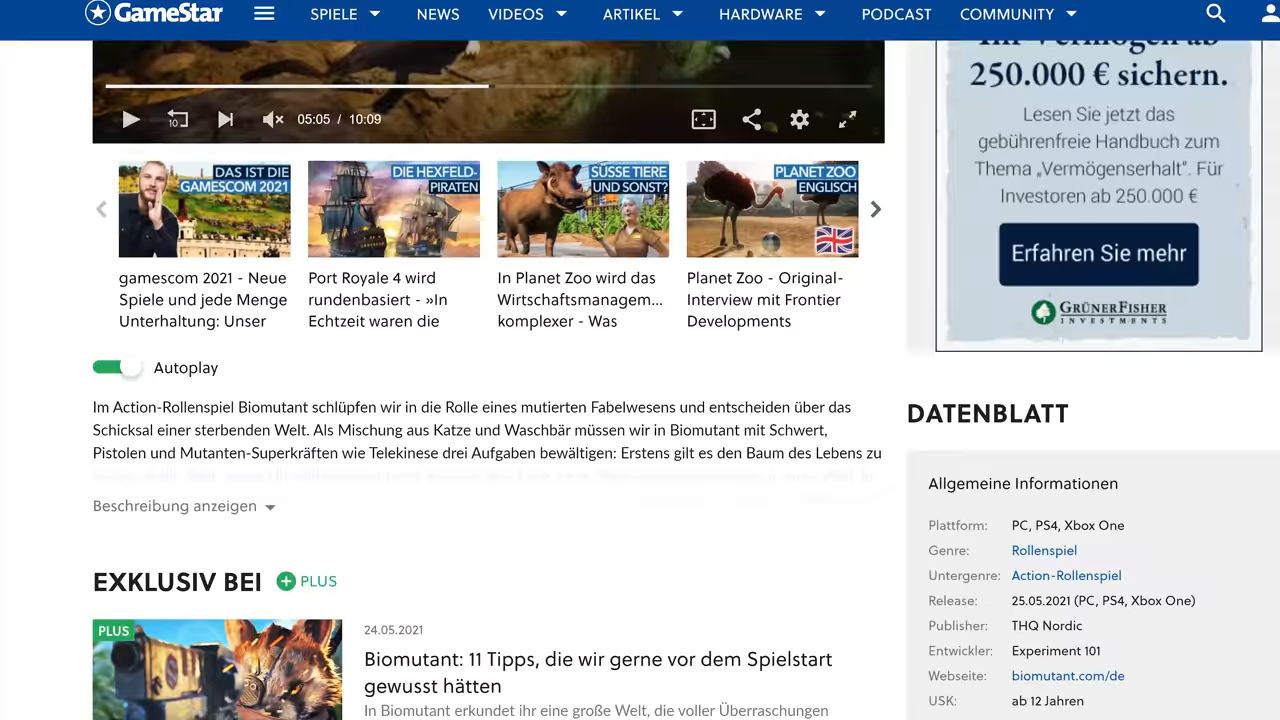 GameStar
SPIELE
NEWS
VIDEOS
ARTIKEL
HARDWARE
PODCAST
COMMUNITY
10
05:05 / 10:09
DAS IST DIE
GAMESCOM 2021
gamescom 2021 - Neue
Spiele und jede Menge
Unterhaltung: Unser
DIE HEXFELD-
PIRATEN
Port Royale 4 wird
rundenbasiert - »In
Echtzeit waren die
SÜSSE TIERE
UND SONST?
In Planet Zoo wird das
Wirtschaftsmanagem...
komplexer - Was
PLANET ZOO
ENGLISCH
Planet Zoo - Original-
Interview mit Frontier
Developments
Autoplay
Im Action-Rollenspiel Biomutant schlüpfen wir in die Rolle eines mutierten Fabelwesens und entscheiden über das
Schicksal einer sterbenden Welt. Als Mischung aus Katze und Waschbär müssen wir in Biomutant mit Schwert,
Pistolen und Mutanten-Superkräften wie Telekinese drei Aufgaben bewältigen: Erstens gilt es den Baum des Lebens zu
Beschreibung anzeigen
EXKLUSIV BEI PLUS
PLUS
24.05.2021
Biomutant: 11 Tipps, die wir gerne vor dem Spielstart
gewusst hätten
In Biomutant erkundet ihr eine große Welt, die voller Überraschungen
Ihr Vermögen ab
250.000 € sichern.
Lesen Sie jetzt das
gebührenfreie Handbuch zum
Thema „Vermögenserhalt“. Für
Investoren ab 250.000 €
Erfahren Sie mehr
GRÜNERFISHER
INVESTMENTS
DATENBLATT
Allgemeine Informationen
Plattform: PC, PS4, Xbox One
Genre: Rollenspiel
Untergenre: Action-Rollenspiel
Release: 25.05.2021 (PC, PS4, Xbox One)
Publisher: THQ Nordic
Entwickler: Experiment 101
Webseite: biomutant.com/de
USK: ab 12 Jahren